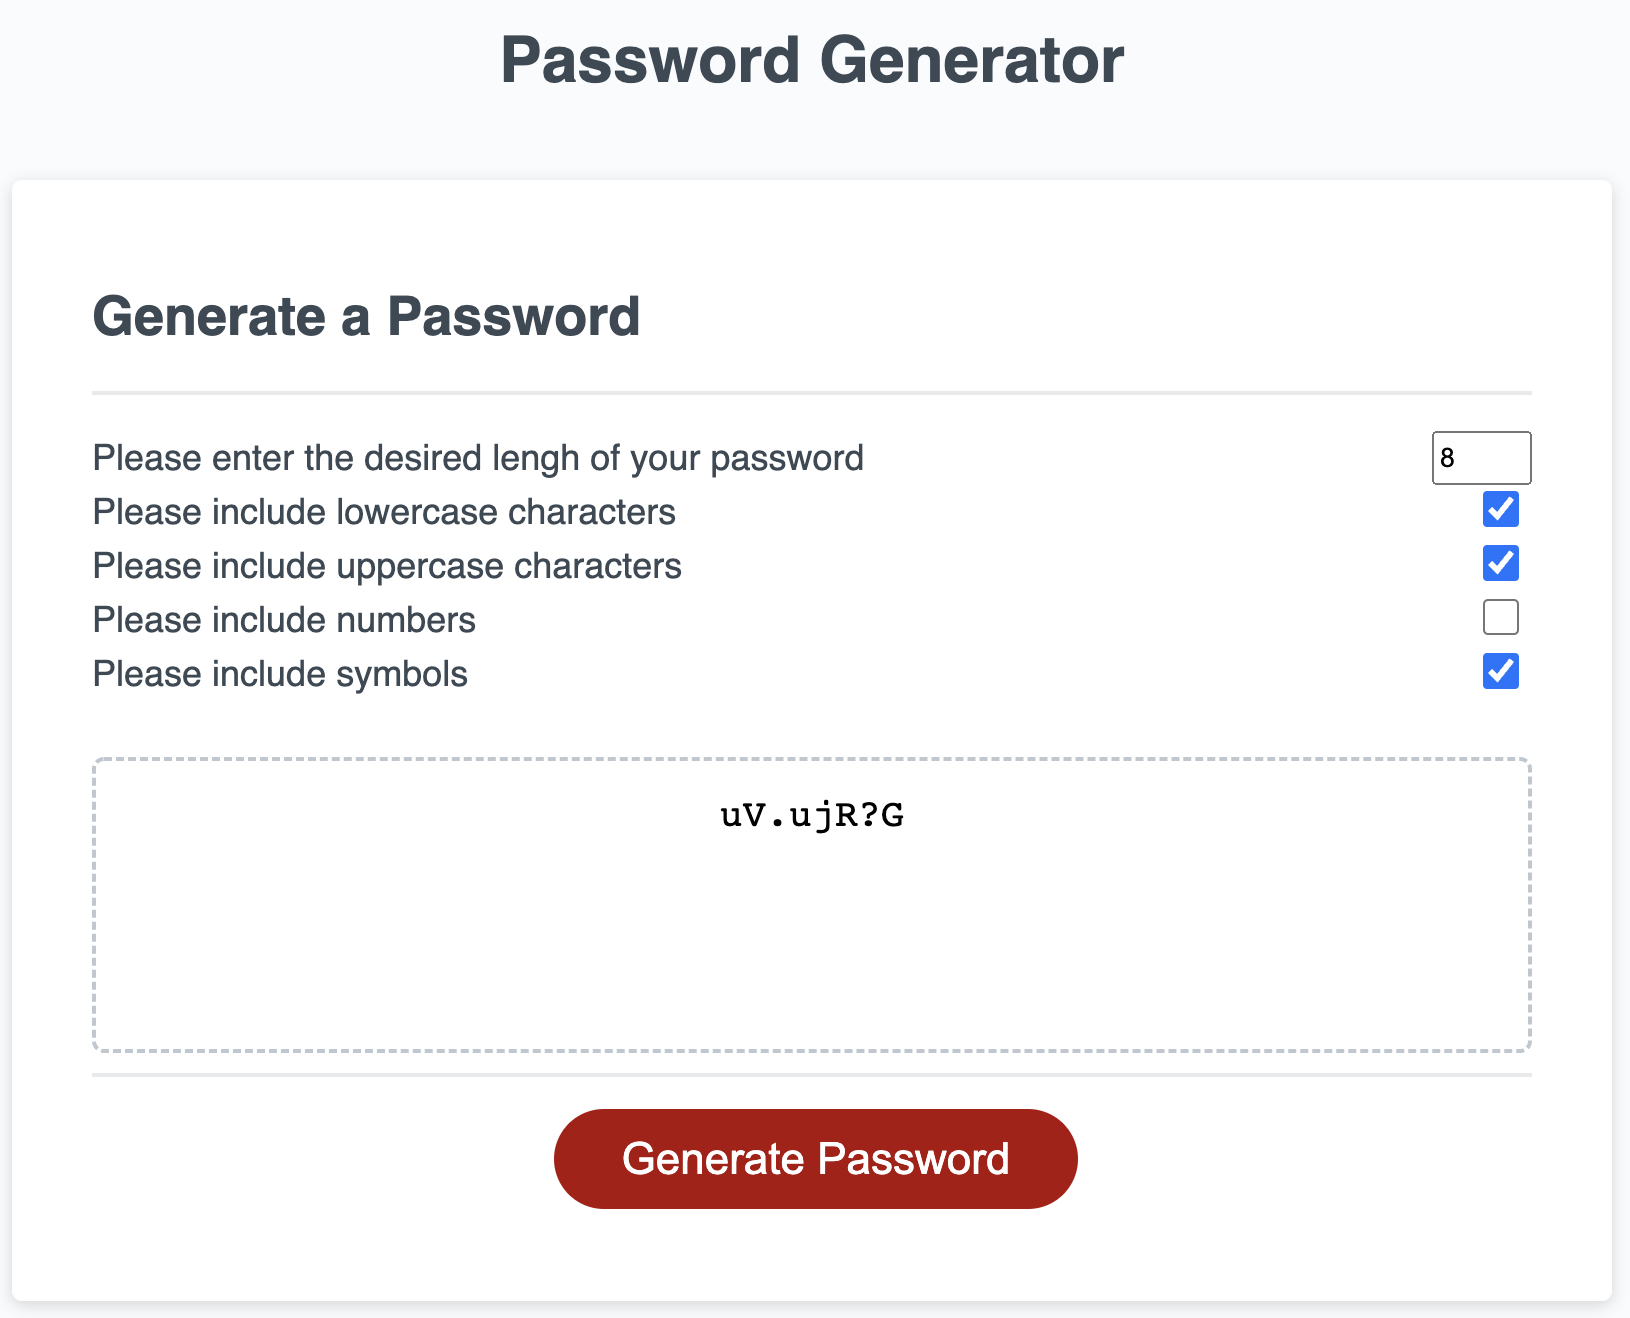 Password Generator
Generate a Password
Please enter the desired lengh of your password
8
Please include lowercase characters
Please include uppercase characters
Please include numbers
Please include symbols
uV.ujR?G
Generate Password